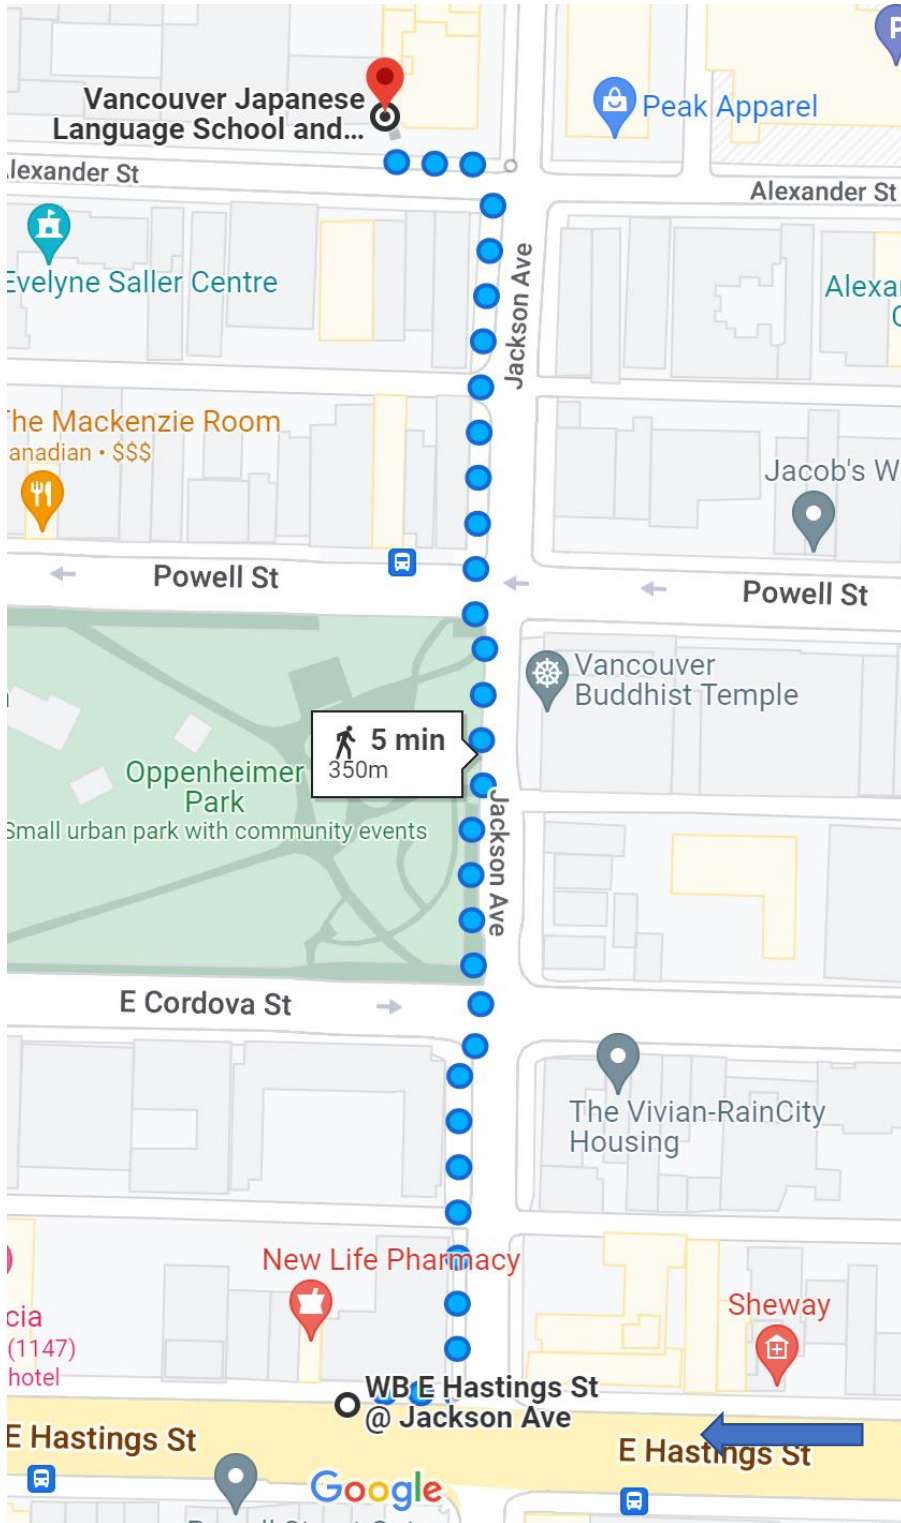 P
Vancouver Japanese
Language School and...
Peak Apparel
Alexander St
Alexander St
Evelyne Saller Centre
Jackson Ave
Alexa
C
The Mackenzie Room
anadian • $$$
Jacob's W
Powell St
Powell St
Vancouver
Buddhist Temple
5 min
350m
Oppenheimer
Park
Small urban park with community events
Jackson Ave
E Cordova St
The Vivian-RainCity
Housing
New Life Pharmacy
Sheway
cia
(1147)
hotel
WB E Hastings St
@ Jackson Ave
E Hastings St
E Hastings St
Google